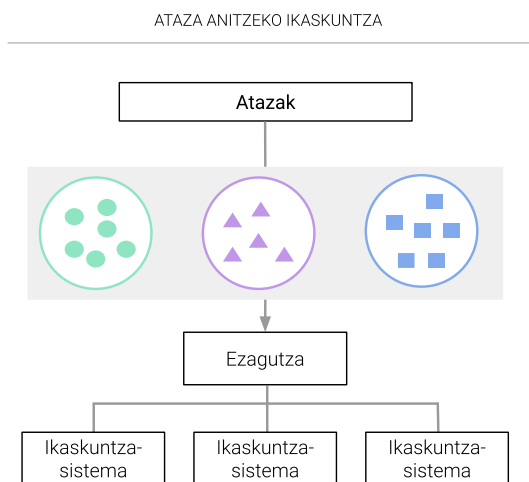 ATAZA ANITZEKO IKASKUNTZA
Atazak
Ezagutza
Ikaskuntza-
sistema
Ikaskuntza-
sistema
Ikaskuntza-
sistema